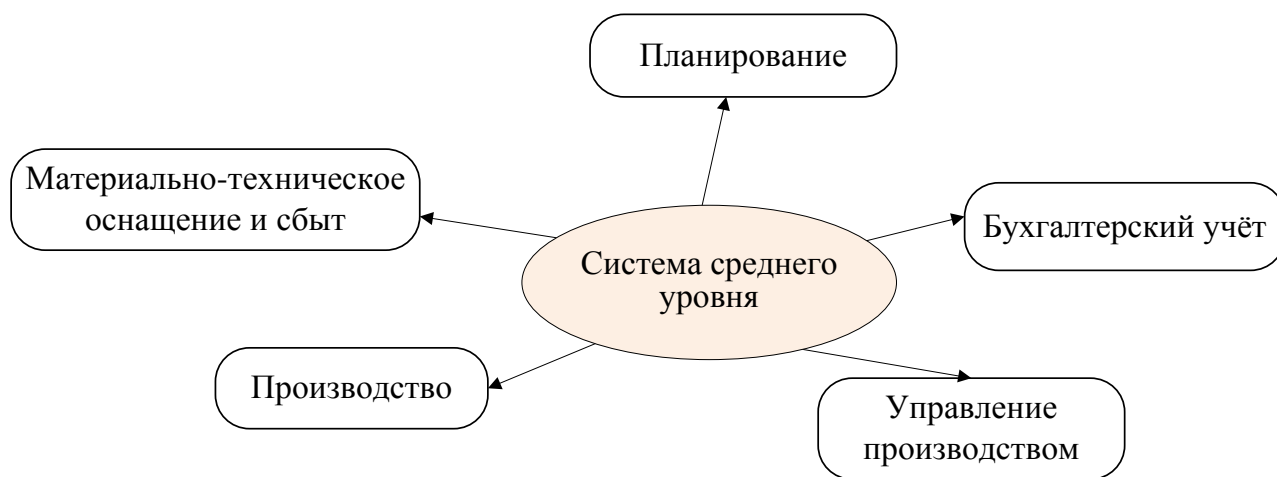 Планирование
Материально-техническое
оснащение и сбыт
Бухгалтерский учёт
Система среднего
уровня
Производство
Управление
производством